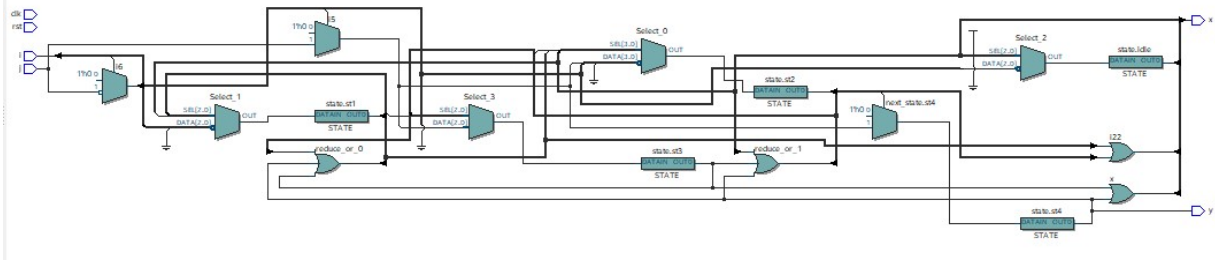 clk
rst
i
j
i6
1'h0
1
Select_1
SEL[2:0]
DATA[2:0]
OUT
i5
1'h0
1
state.st1
DATAIN OUT0
STATE
reduce_or_0
Select_3
SEL[2:0]
DATA[2:0]
OUT
Select_0
SEL[3:0]
DATA[3:0]
OUT
state.st3
DATAIN OUT0
STATE
state.st2
DATAIN OUT0
STATE
reduce_or_1
next_state.st4
1'h0
1
Select_2
SEL[2:0]
DATA[2:0]
OUT
state.st4
DATAIN OUT0
STATE
state.idle
DATAIN OUT0
STATE
i22
x
x
y